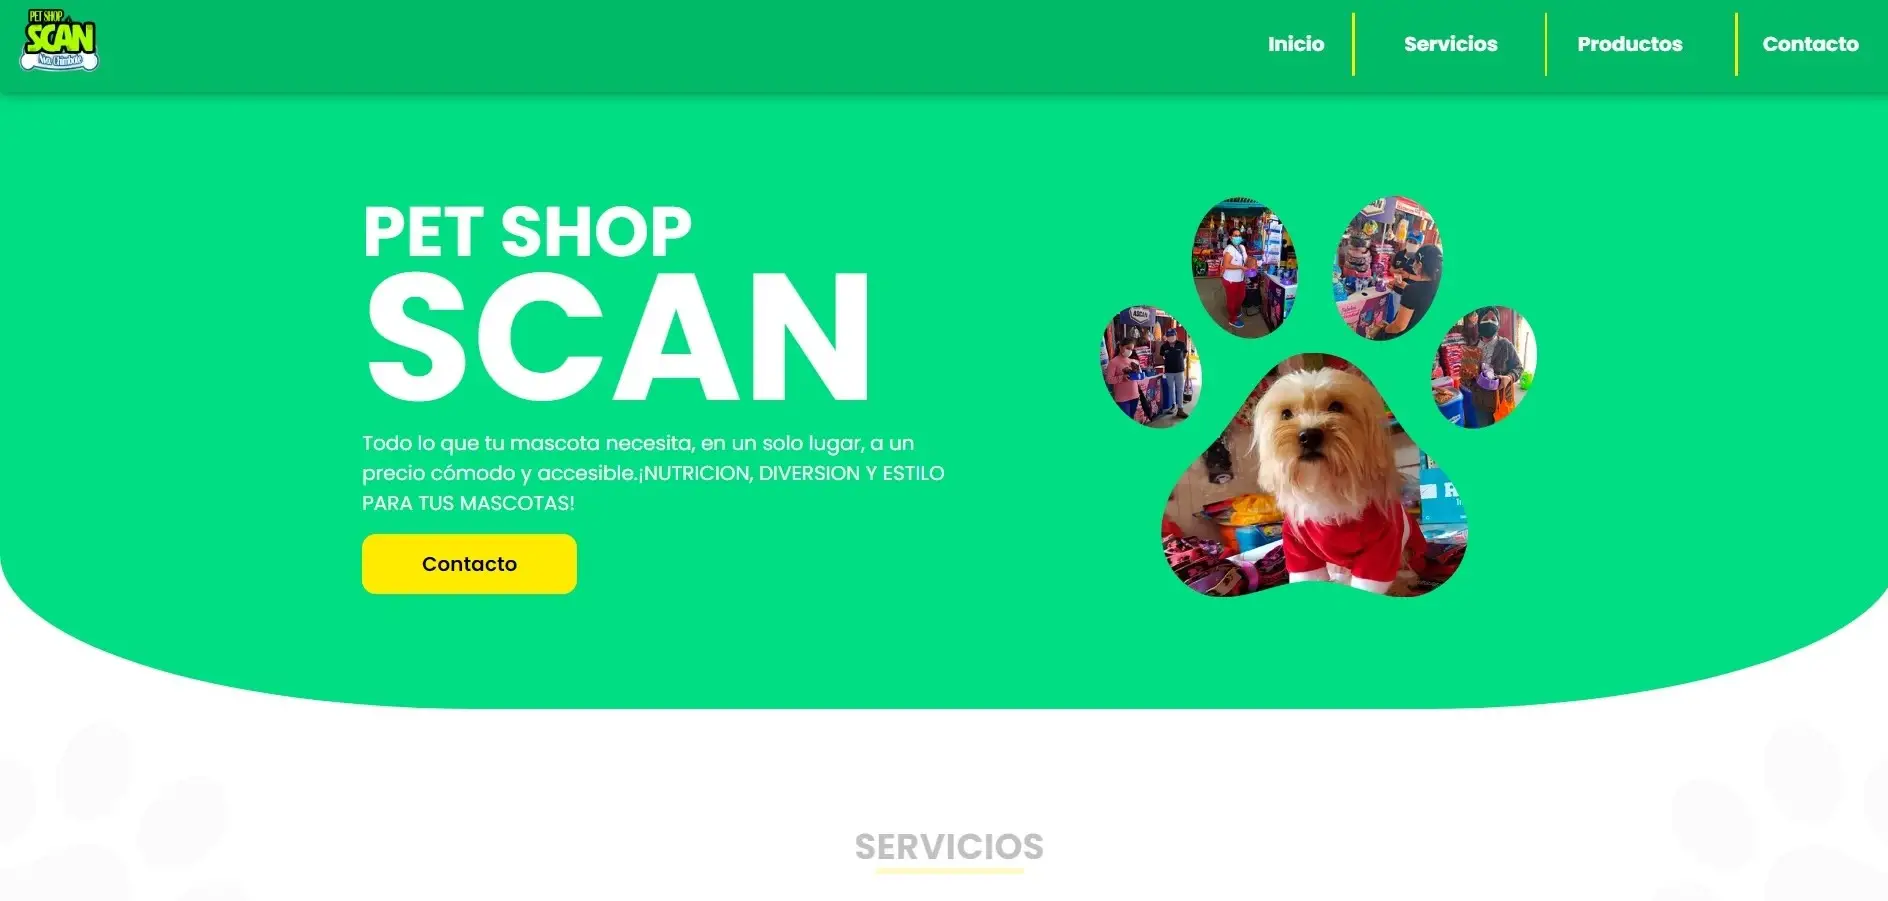 PET SHOP
SCAN
Nvo. Chimbote
Inicio
Servicios
Productos
Contacto
PET SHOP
SCAN
Todo lo que tu mascota necesita, en un solo lugar, a un
precio cómodo y accesible.¡NUTRICION, DIVERSION Y ESTILO
PARA TUS MASCOTAS!
Contacto
ASCAN
SERVICIOS